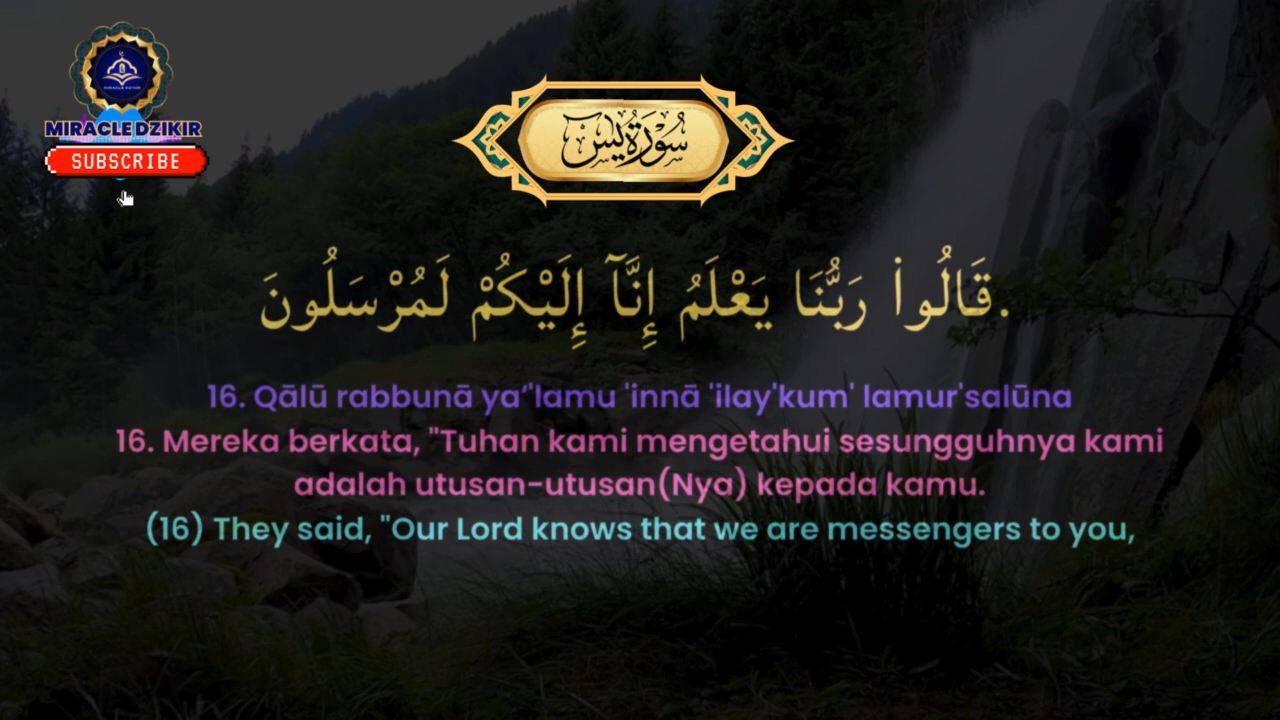 MIRACLE DZIKIR
MIRACLEDZIKIR
SUBSCRIBE
سُورَةُ يس
قَالُوا۟ رَبُّنَا يَعْلَمُ إِنَّآ إِلَيْكُمْ لَمُرْسَلُونَ.
16. Qālū rabbunā ya‘'lamu 'innā 'ilay'kum' lamur'salūna
16. Mereka berkata, "Tuhan kami mengetahui sesungguhnya kami
adalah utusan-utusan(Nya) kepada kamu.
(16) They said, "Our Lord knows that we are messengers to you,